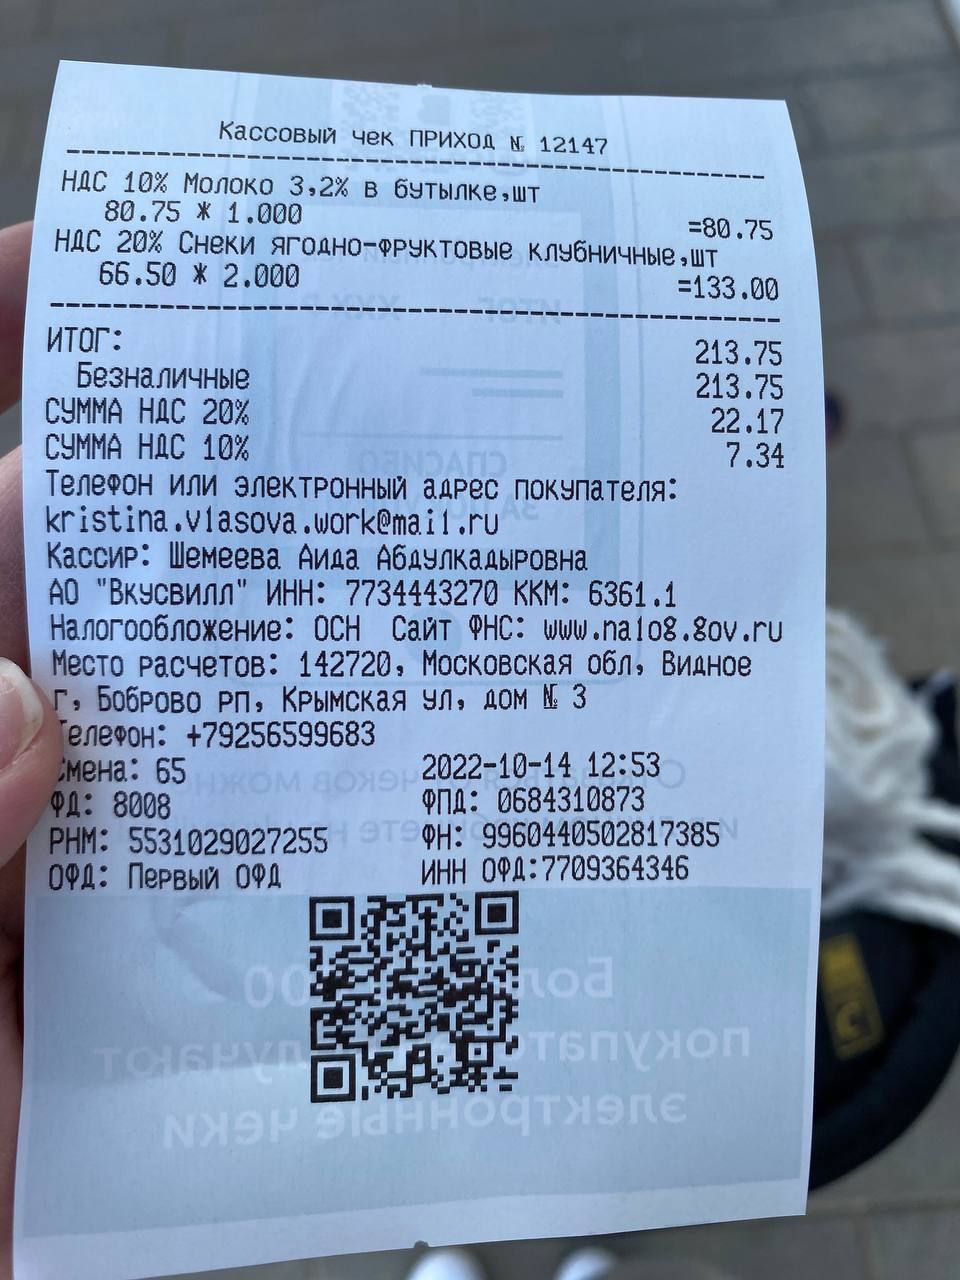 Кассовый чек ПРИХОД № 12147
НДС 10% Молоко 3,2% в бутылке,шт
80.75 * 1.000 =80.75
НДС 20% Снеки ягодно-фруктовые клубничные,шт
66.50 * 2.000 =133.00
ИТОГ: 213.75
Безналичные 213.75
СУММА НДС 20% 22.17
СУММА НДС 10% 7.34
Телефон или электронный адрес покупателя:
kristina.vlasova.work@mail.ru
Кассир: Шемеева Аида Абдулкадыровна
АО "Вкусвилл" ИНН: 7734443270 ККМ: 6361.1
Налогообложение: ОСН Сайт ФНС: www.nalog.gov.ru
Место расчетов: 142720, Московская обл, Видное
г, Боброво рп, Крымская ул, дом № 3
Телефон: +79256599683
Смена: 65 2022-10-14 12:53
ФД: 8008 ФПД: 0684310873
РНМ: 5531029027255 ФН: 9960440502817385
ОФД: Первый ОФД ИНН ОФД:7709364346
покупат лучают
электронные чеки